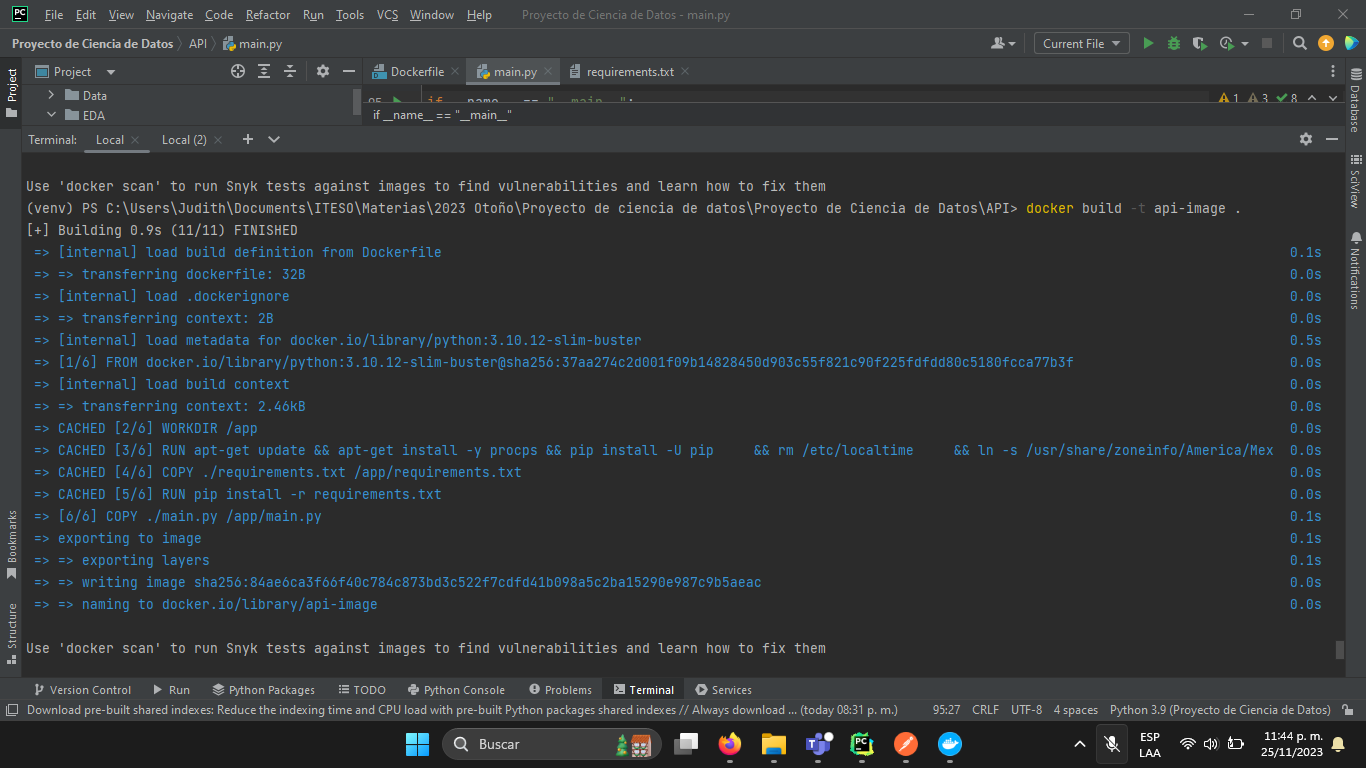 PC File Edit View Navigate Code Refactor Run Tools VCS Window Help Proyecto de Ciencia de Datos - main.py
Proyecto de Ciencia de Datos API main.py Current File
Project Dockerfile main.py requirements.txt
Data 95 if __name__ == "__main__": 1 3 8
EDA if __name__ == "__main__"
Terminal: Local Local (2)
Use 'docker scan' to run Snyk tests against images to find vulnerabilities and learn how to fix them
(venv) PS C:\Users\Judith\Documents\ITESO\Materias\2023 Otoño\Proyecto de ciencia de datos\Proyecto de Ciencia de Datos\API> docker build -t api-image .
[+] Building 0.9s (11/11) FINISHED
=> [internal] load build definition from Dockerfile 0.1s
=> => transferring dockerfile: 32B 0.0s
=> [internal] load .dockerignore 0.0s
=> => transferring context: 2B 0.0s
=> [internal] load metadata for docker.io/library/python:3.10.12-slim-buster 0.5s
=> [1/6] FROM docker.io/library/python:3.10.12-slim-buster@sha256:37aa274c2d001f09b14828450d903c55f821c90f225fdfdd80c5180fcca77b3f 0.0s
=> [internal] load build context 0.0s
=> => transferring context: 2.46kB 0.0s
=> CACHED [2/6] WORKDIR /app 0.0s
=> CACHED [3/6] RUN apt-get update && apt-get install -y procps && pip install -U pip && rm /etc/localtime && ln -s /usr/share/zoneinfo/America/Mex 0.0s
=> CACHED [4/6] COPY ./requirements.txt /app/requirements.txt 0.0s
=> CACHED [5/6] RUN pip install -r requirements.txt 0.0s
=> [6/6] COPY ./main.py /app/main.py 0.1s
=> exporting to image 0.1s
=> => exporting layers 0.1s
=> => writing image sha256:84ae6ca3f66f40c784c873bd3c522f7cdfd41b098a5c2ba15290e987c9b5aeac 0.0s
=> => naming to docker.io/library/api-image 0.0s
Use 'docker scan' to run Snyk tests against images to find vulnerabilities and learn how to fix them
Project
Bookmarks
Structure
Database
SciView
Notifications
Version Control Run Python Packages TODO Python Console Problems Terminal Services
Download pre-built shared indexes: Reduce the indexing time and CPU load with pre-built Python packages shared indexes // Always download ... (today 08:31 p. m.) 95:27 CRLF UTF-8 4 spaces Python 3.9 (Proyecto de Ciencia de Datos)
Buscar PC ESP 11:44 p. m.
LAA 25/11/2023